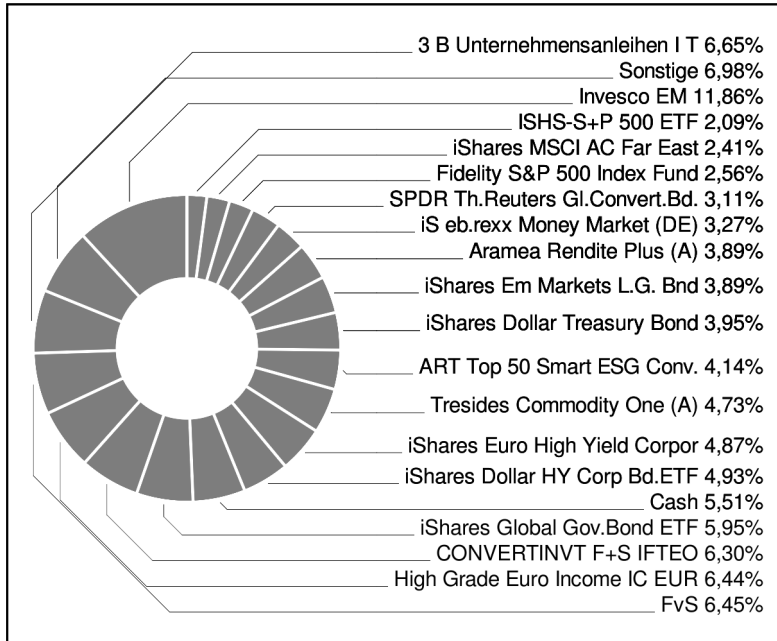 3 B Unternehmensanleihen I T 6,65%
Sonstige 6,98%
Invesco EM 11,86%
ISHS-S+P 500 ETF 2,09%
iShares MSCI AC Far East 2,41%
Fidelity S&P 500 Index Fund 2,56%
SPDR Th.Reuters Gl.Convert.Bd. 3,11%
iS eb.rexx Money Market (DE) 3,27%
Aramea Rendite Plus (A) 3,89%
iShares Em Markets L.G. Bnd 3,89%
iShares Dollar Treasury Bond 3,95%
ART Top 50 Smart ESG Conv. 4,14%
Tresides Commodity One (A) 4,73%
iShares Euro High Yield Corpor 4,87%
iShares Dollar HY Corp Bd.ETF 4,93%
Cash 5,51%
iShares Global Gov.Bond ETF 5,95%
CONVERTINVT F+S IFTEO 6,30%
High Grade Euro Income IC EUR 6,44%
FvS 6,45%